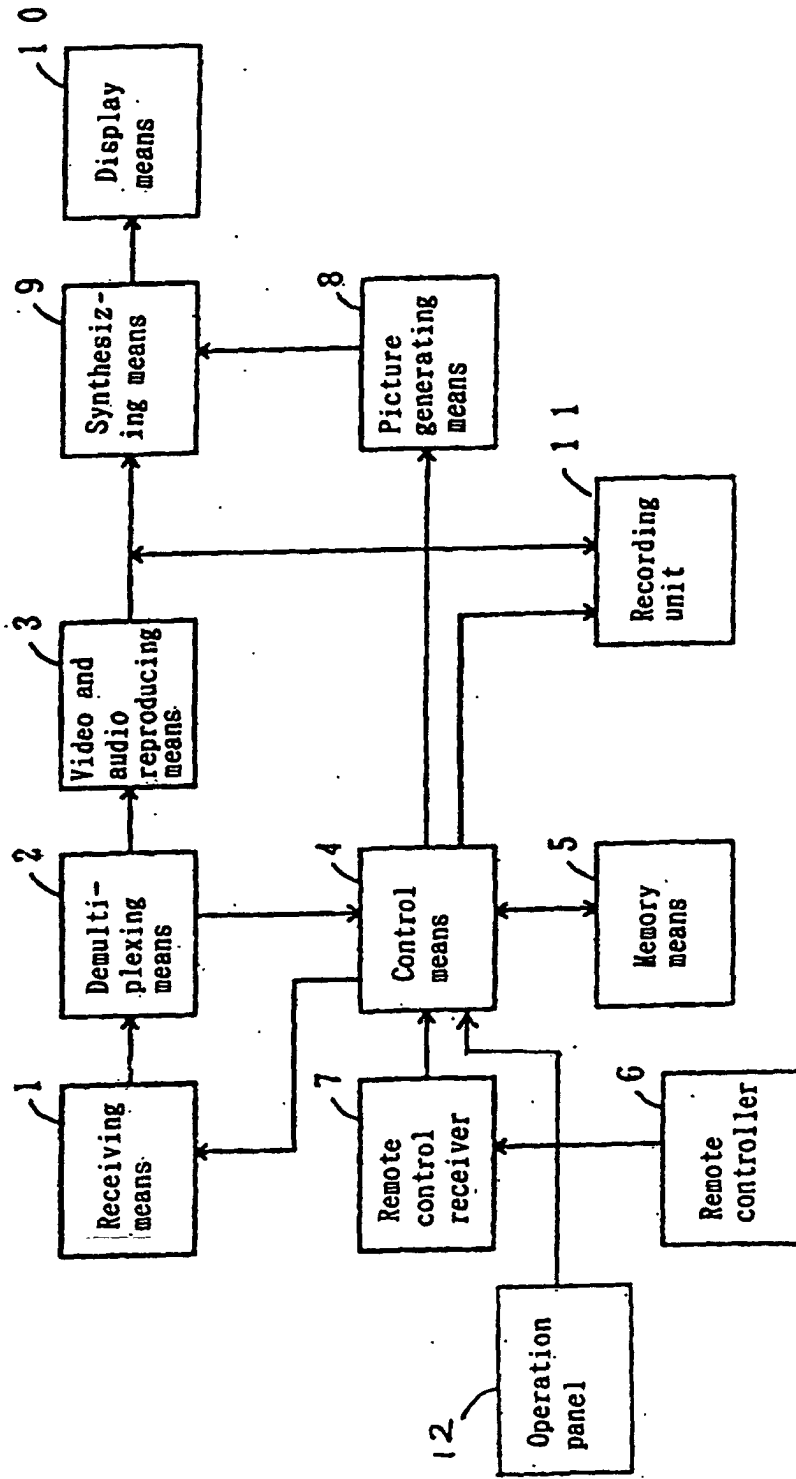 1
Receiving
means
2
Demulti-
plexing
means
3
Video and
audio
reproducing
means
9
Synthesiz-
ing means
10
Display
means
7
Remote
control
receiver
4
Control
means
8
Picture
generating
means
12
Operation
panel
6
Remote
controller
5
Memory
means
11
Recording
unit